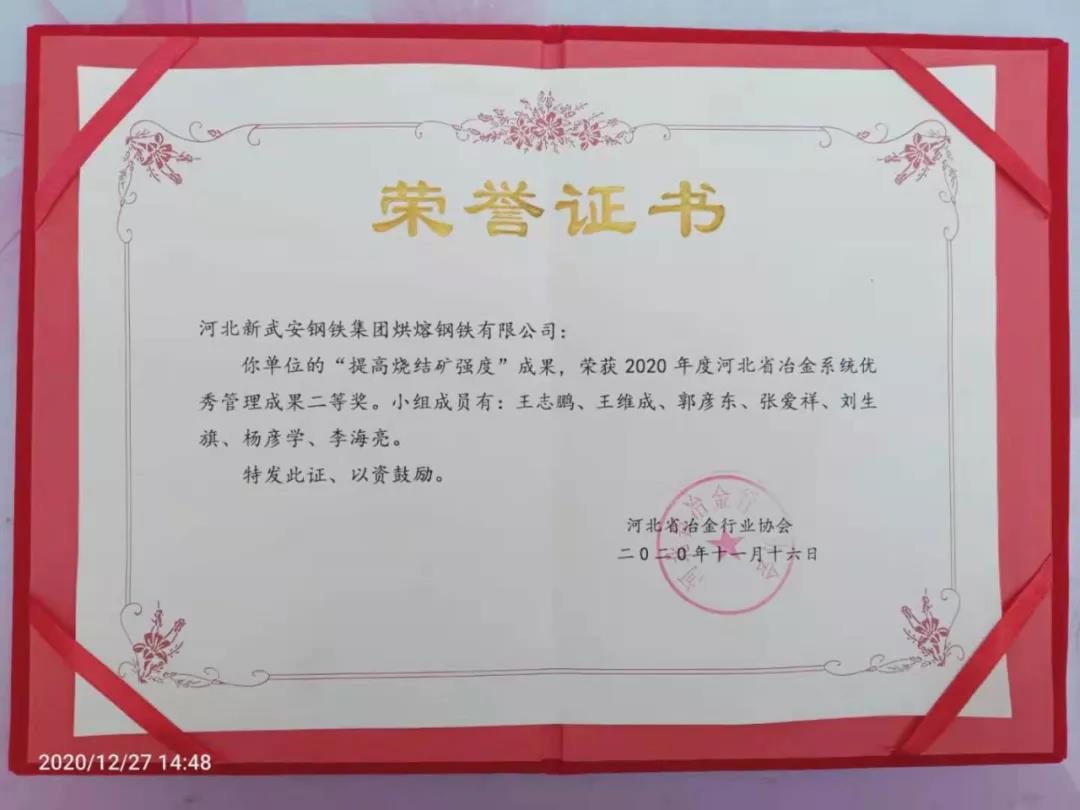 荣誉证书
河北新武安钢铁集团烘熔钢铁有限公司：
你单位的“提高烧结矿强度”成果，荣获 2020 年度河北省冶金系统优
秀管理成果二等奖。小组成员有：王志鹏、王维成、郭彦东、张爱祥、刘生
旗、杨彦学、李海亮。
特发此证、以资鼓励。
河北省冶金行业协会
二0二0年十一月十六日
2020/12/27 14:48